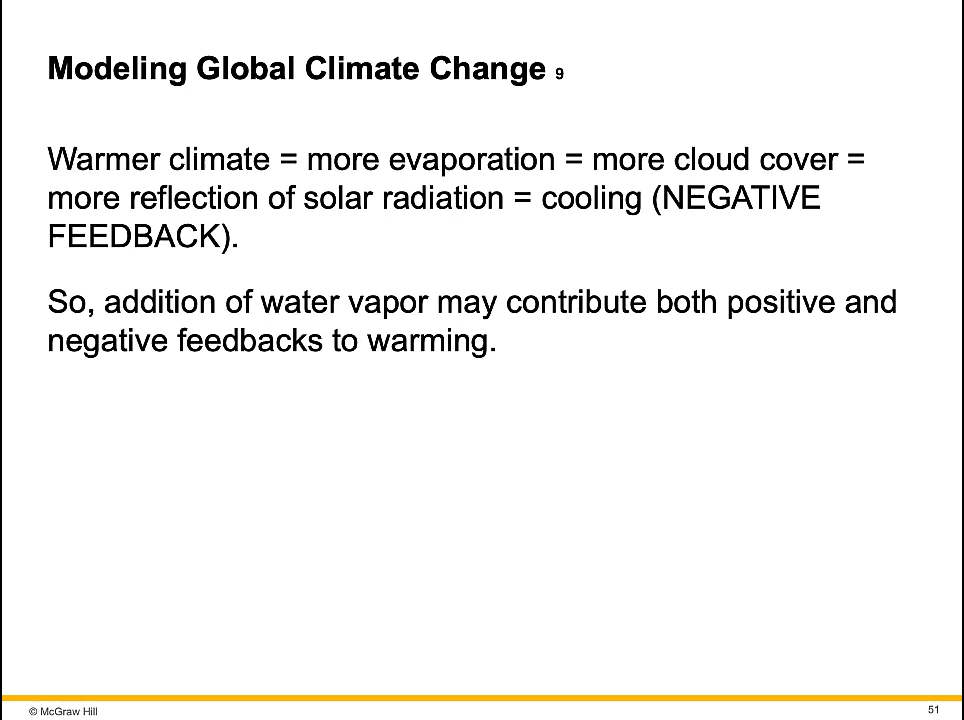 Modeling Global Climate Change 9
Warmer climate = more evaporation = more cloud cover =
more reflection of solar radiation = cooling (NEGATIVE
FEEDBACK).
So, addition of water vapor may contribute both positive and
negative feedbacks to warming.
© McGraw Hill
51